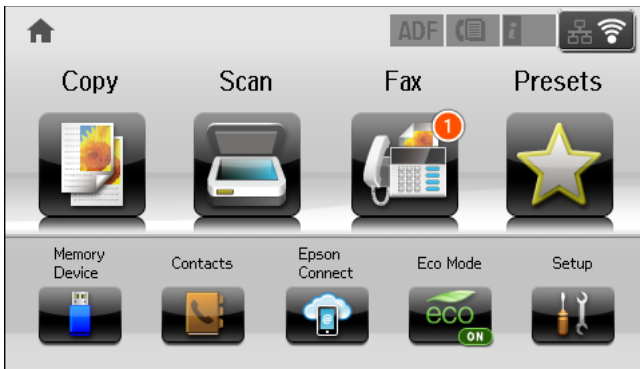 ADF i
Copy Scan Fax Presets
1
Memory
Device
Contacts
Epson
Connect
Eco Mode
Setup
@
eco
ON